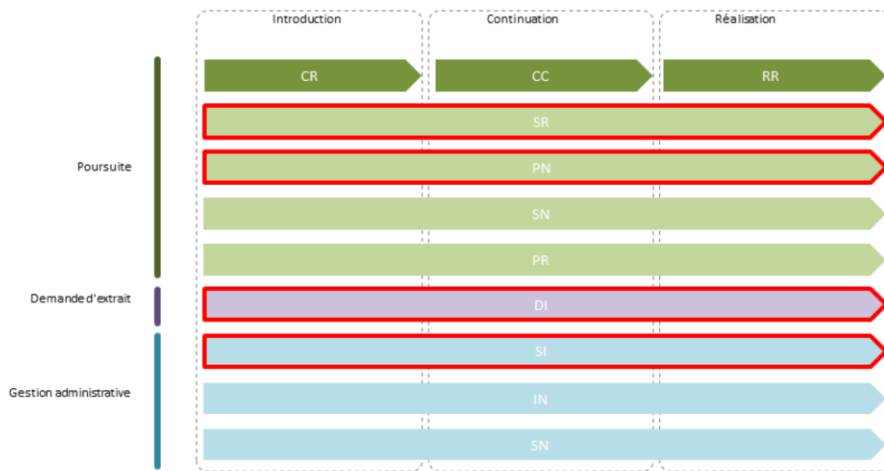 Introduction Continuation Réalisation
CR CC RR
SR
Poursuite PN
SN
PR
Demande d'extrait DI
SI
Gestion administrative IN
SN